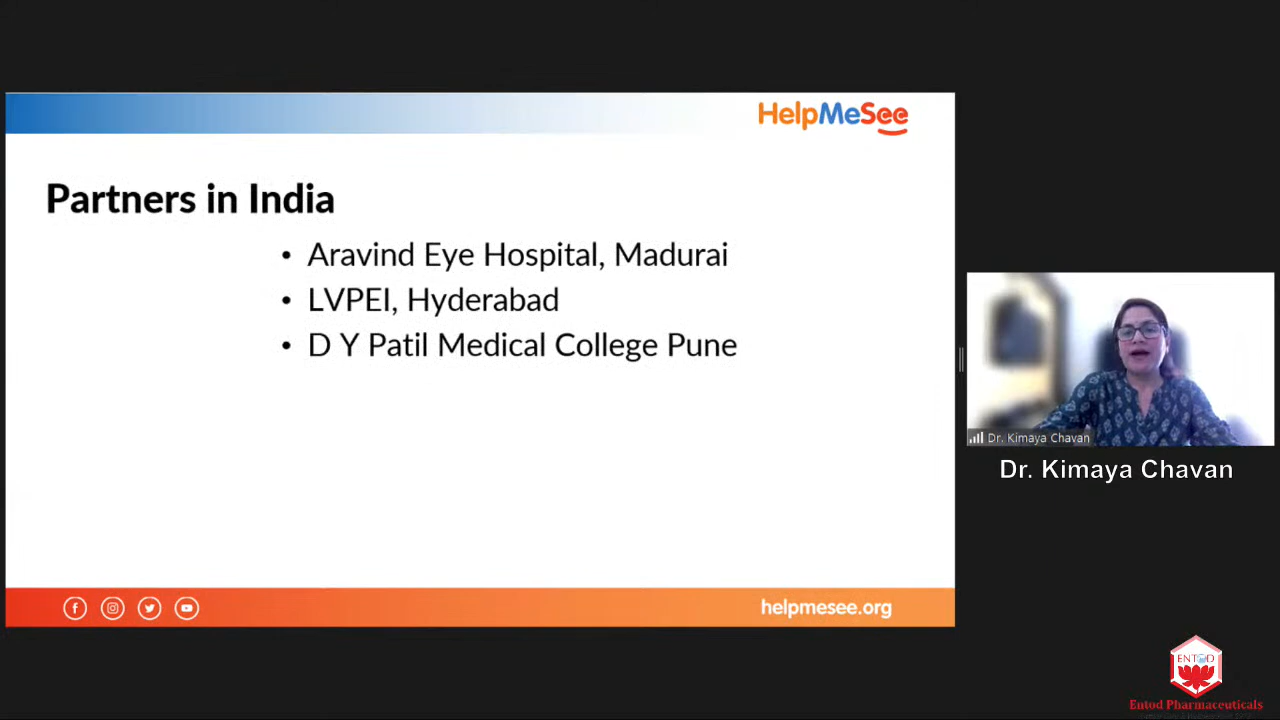 HelpMeSee
Partners in India
• Aravind Eye Hospital, Madurai
• LVPEI, Hyderabad
• D Y Patil Medical College Pune
helpmesee.org
Dr. Kimaya Chavan
Dr. Kimaya Chavan
ENTOD
Entod Pharmaceuticals